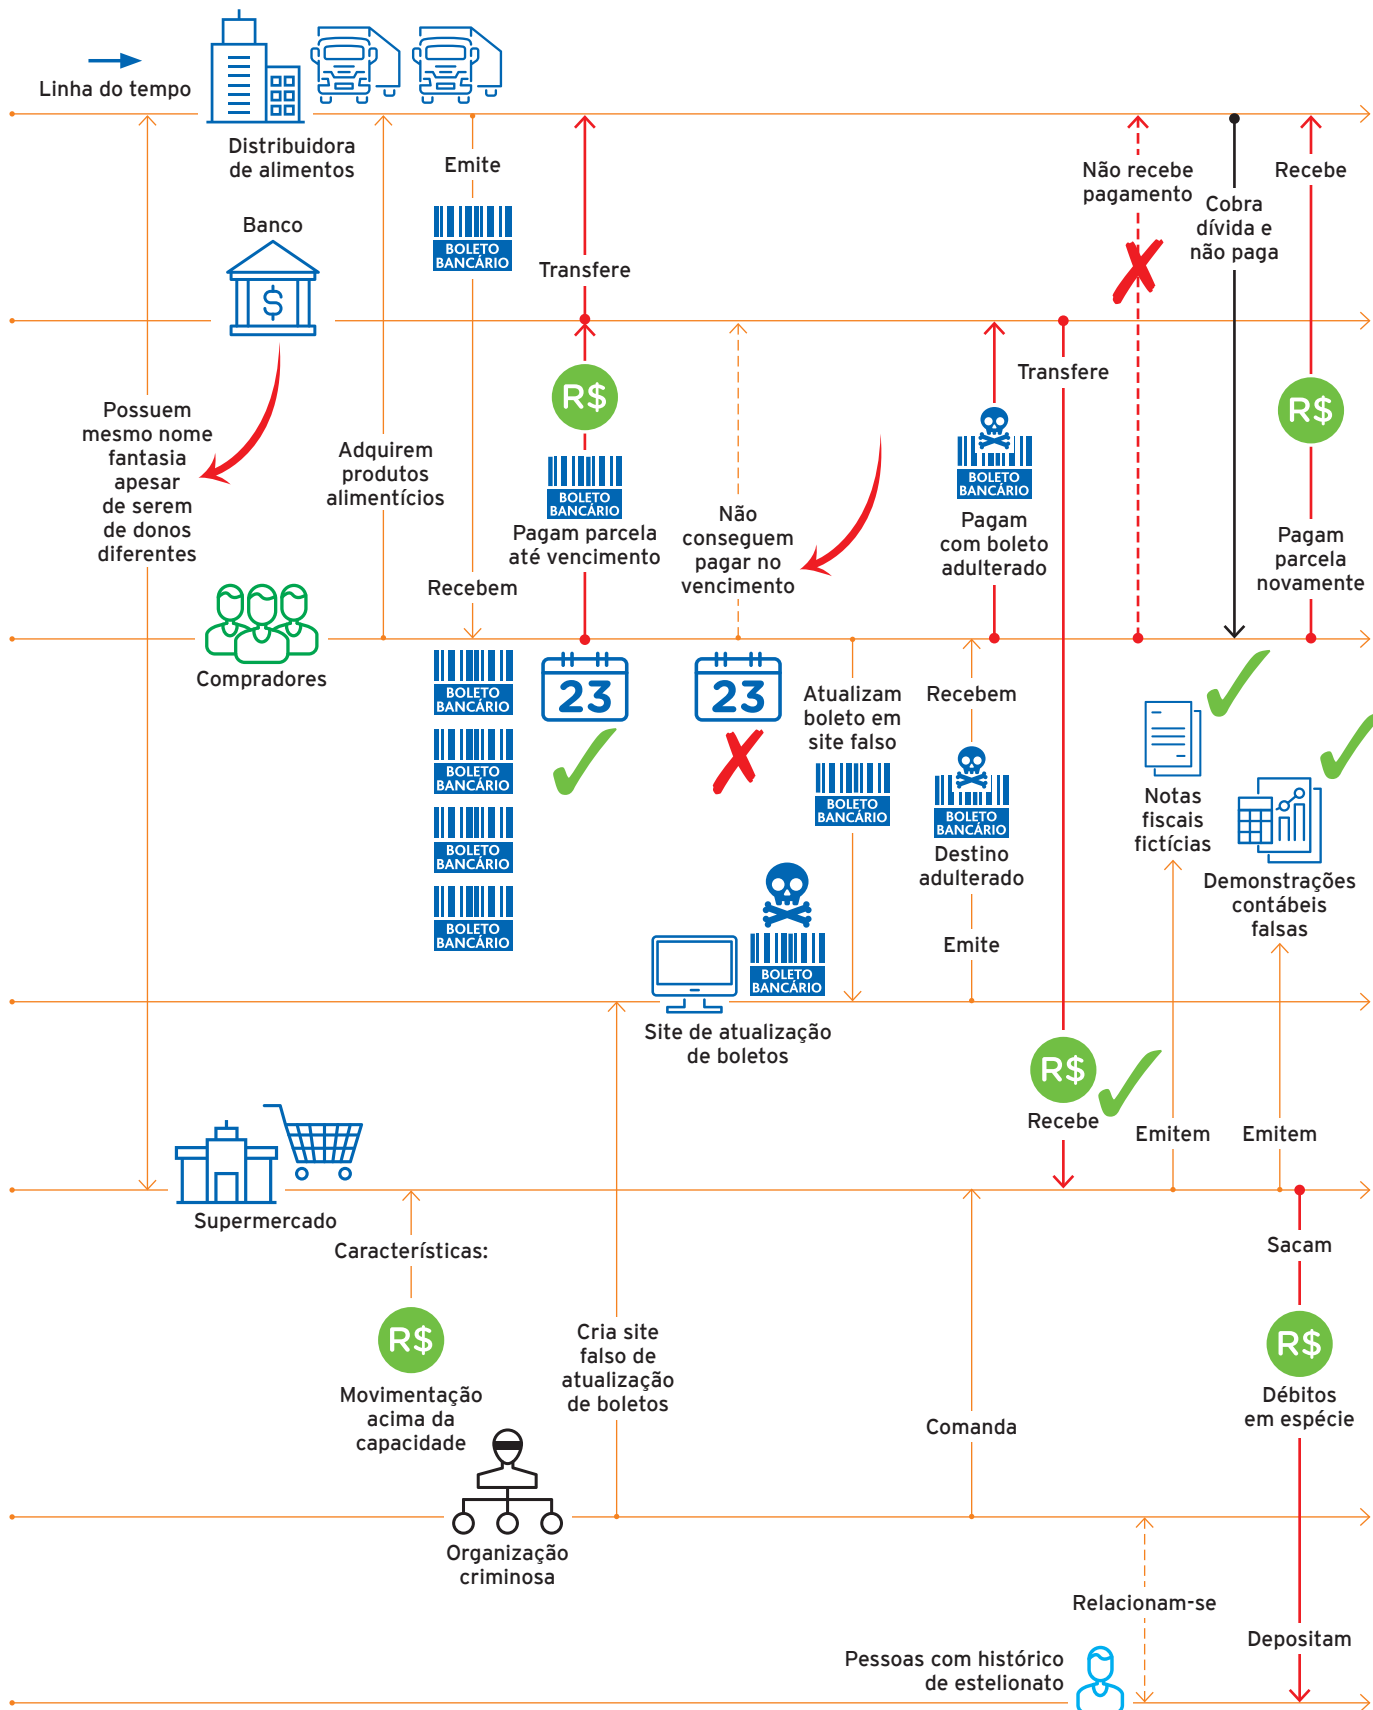 Linha do tempo
Distribuidora
de alimentos
Emite
BOLETO
BANCÁRIO
Transfere
Não recebe
pagamento
Cobra
dívida e
não paga
Recebe
Banco
$
Possuem
mesmo nome
fantasia
apesar
de serem
de donos
diferentes
Adquirem
produtos
alimentícios
Recebem
R$
BOLETO
BANCÁRIO
Pagam parcela
até vencimento
Não
conseguem
pagar no
vencimento
BOLETO
BANCÁRIO
Pagam
com boleto
adulterado
Transfere
R$
Pagam
parcela
novamente
Compradores
BOLETO
BANCÁRIO
BOLETO
BANCÁRIO
BOLETO
BANCÁRIO
BOLETO
BANCÁRIO
23
23
Atualizam
boleto em
site falso
BOLETO
BANCÁRIO
Recebem
BOLETO
BANCÁRIO
Destino
adulterado
Emite
Notas
fiscais
fictícias
Demonstrações
contábeis
falsas
BOLETO
BANCÁRIO
Site de atualização
de boletos
R$
Recebe
Emitem
Emitem
Supermercado
Características:
R$
Movimentação
acima da
capacidade
Cria site
falso de
atualização
de boletos
Comanda
Sacam
R$
Débitos
em espécie
Organização
criminosa
Relacionam-se
Depositam
Pessoas com histórico
de estelionato